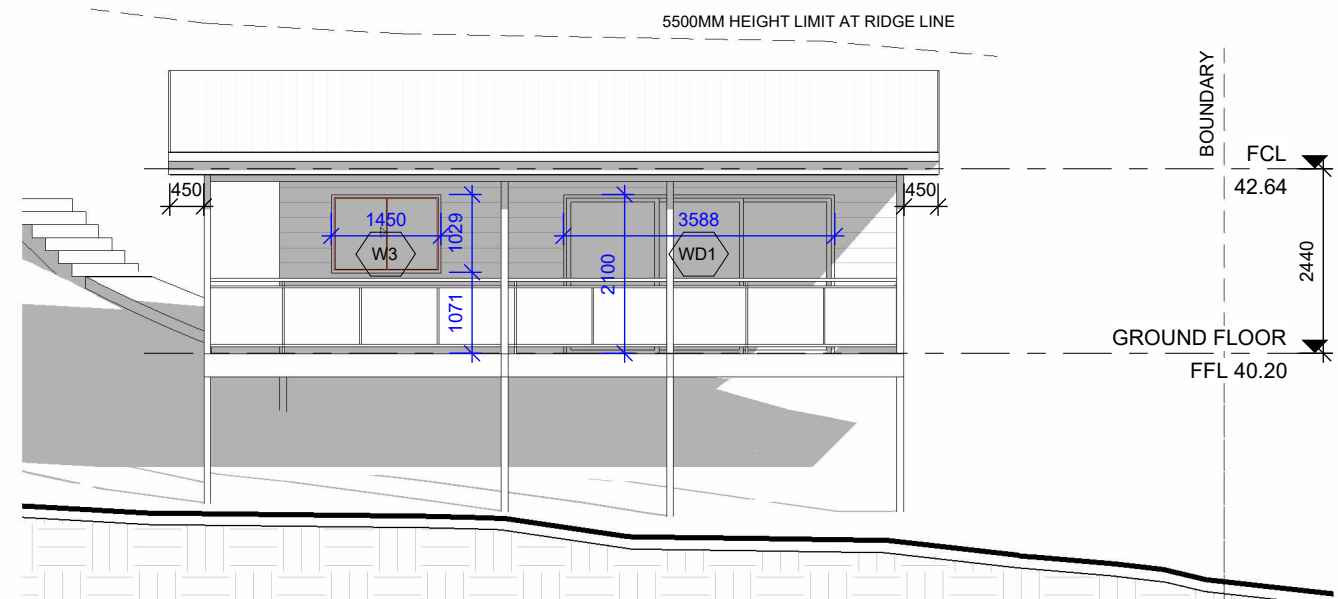 5500MM HEIGHT LIMIT AT RIDGE LINE
BOUNDARY
FCL
42.64
450
450
1450
1029
3588
W3
WD1
2100
2440
1071
GROUND FLOOR
FFL 40.20